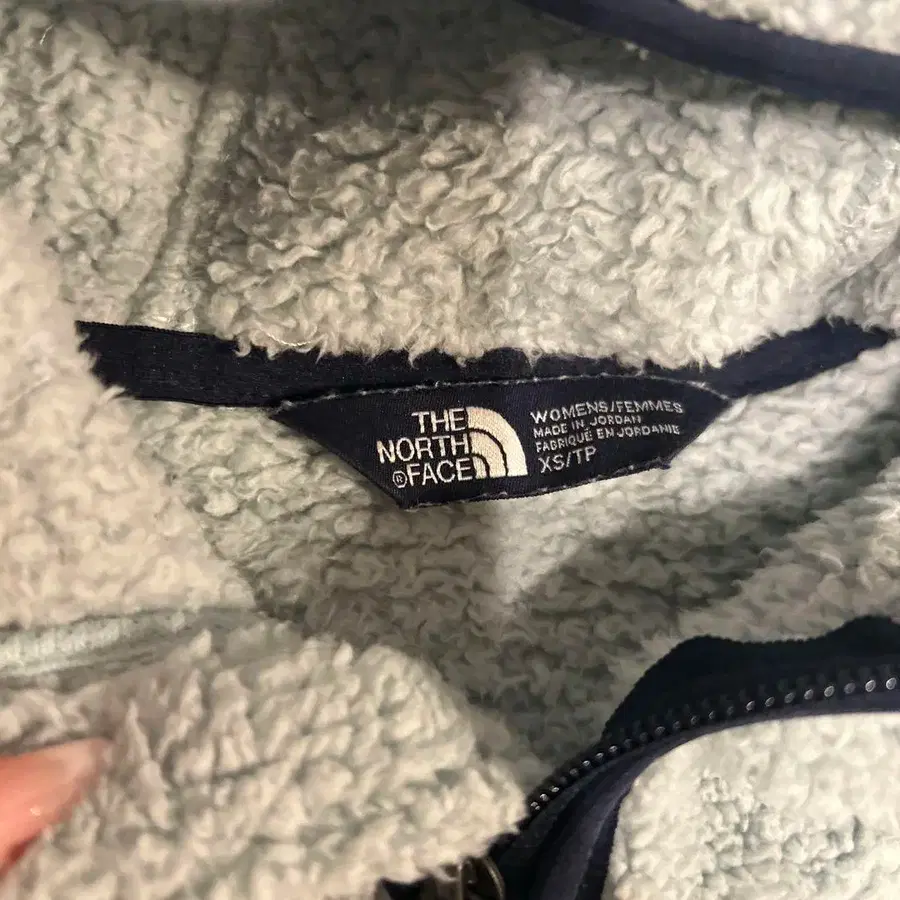 THE
NORTH
®FACE
WOMENS/FEMMES
MADE IN JORDAN
FABRIQUÉ EN JORDANIE
XS/TP